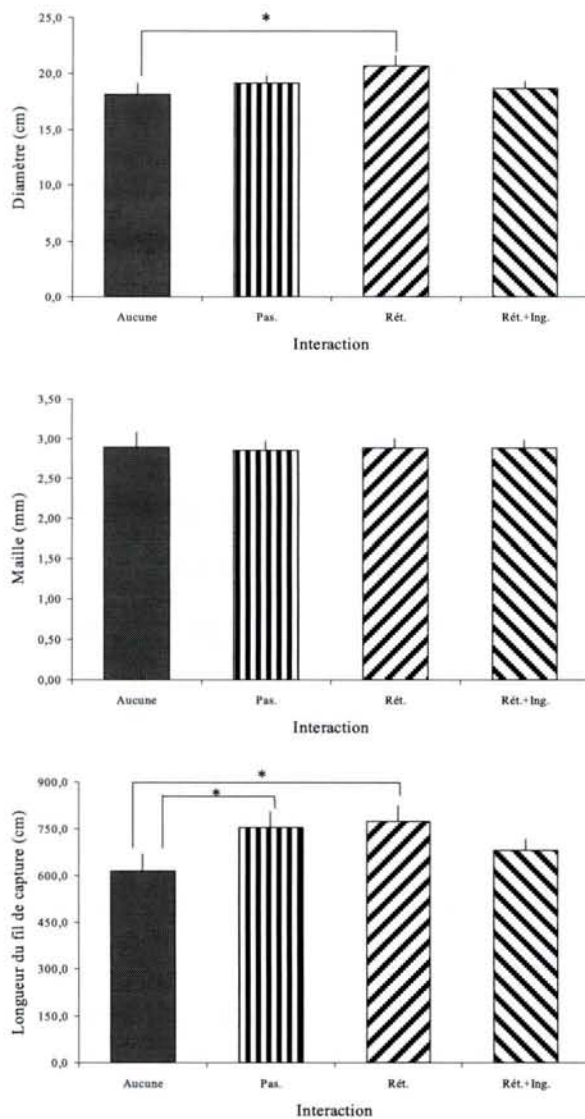 *
25,0
20,0
15,0
10,0
5,0
0,0
Diamètre (cm)
Aucune Pas. Rét. Rét.+Ing.
Interaction
3,50
3,00
2,50
2,00
1,50
1,00
0,50
0,00
Maille (mm)
Aucune Pas. Rét. Rét.+Ing.
Interaction
*
*
900,0
750,0
600,0
450,0
300,0
150,0
0,0
Longueur du fil de capture (cm)
Aucune Pas. Rét. Rét.+Ing.
Interaction